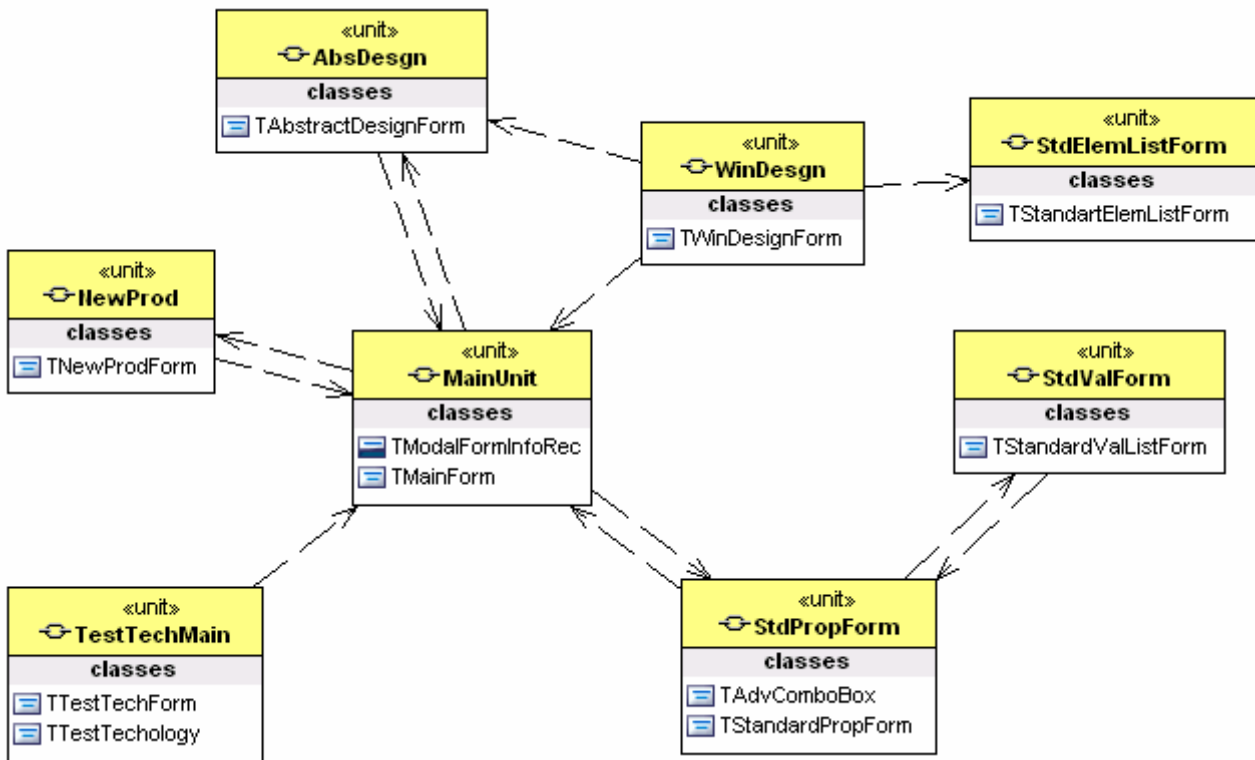 «unit»
AbsDesgn
classes
TAbstractDesignForm
«unit»
WinDesgn
classes
TWinDesignForm
«unit»
StdElemListForm
classes
TStandartElemListForm
«unit»
NewProd
classes
TNewProdForm
«unit»
MainUnit
classes
TModalFormInfoRec
TMainForm
«unit»
StdValForm
classes
TStandardValListForm
«unit»
TestTechMain
classes
TTestTechForm
TTestTechology
«unit»
StdPropForm
classes
TAdvComboBox
TStandardPropForm